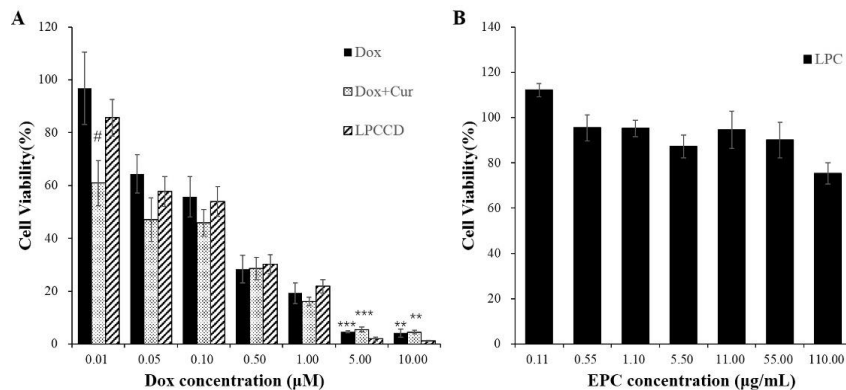 A
Cell Viability(%)
120
100
80
60
40
20
0
#
***
***
**
**
Dox
Dox+Cur
LPCCD
0.01 0.05 0.10 0.50 1.00 5.00 10.00
Dox concentration (µM)
B
Cell Viability(%)
140
120
100
80
60
40
20
0
LPC
0.11 0.55 1.10 5.50 11.00 55.00 110.00
EPC concentration (µg/mL)